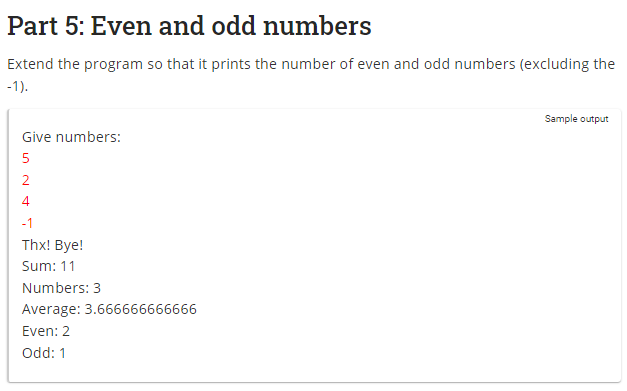 Part 5: Even and odd numbers
Extend the program so that it prints the number of even and odd numbers (excluding the
-1).
Sample output
Give numbers:
5
2
4
-1
Thx! Bye!
Sum: 11
Numbers: 3
Average: 3.666666666666
Even: 2
Odd: 1